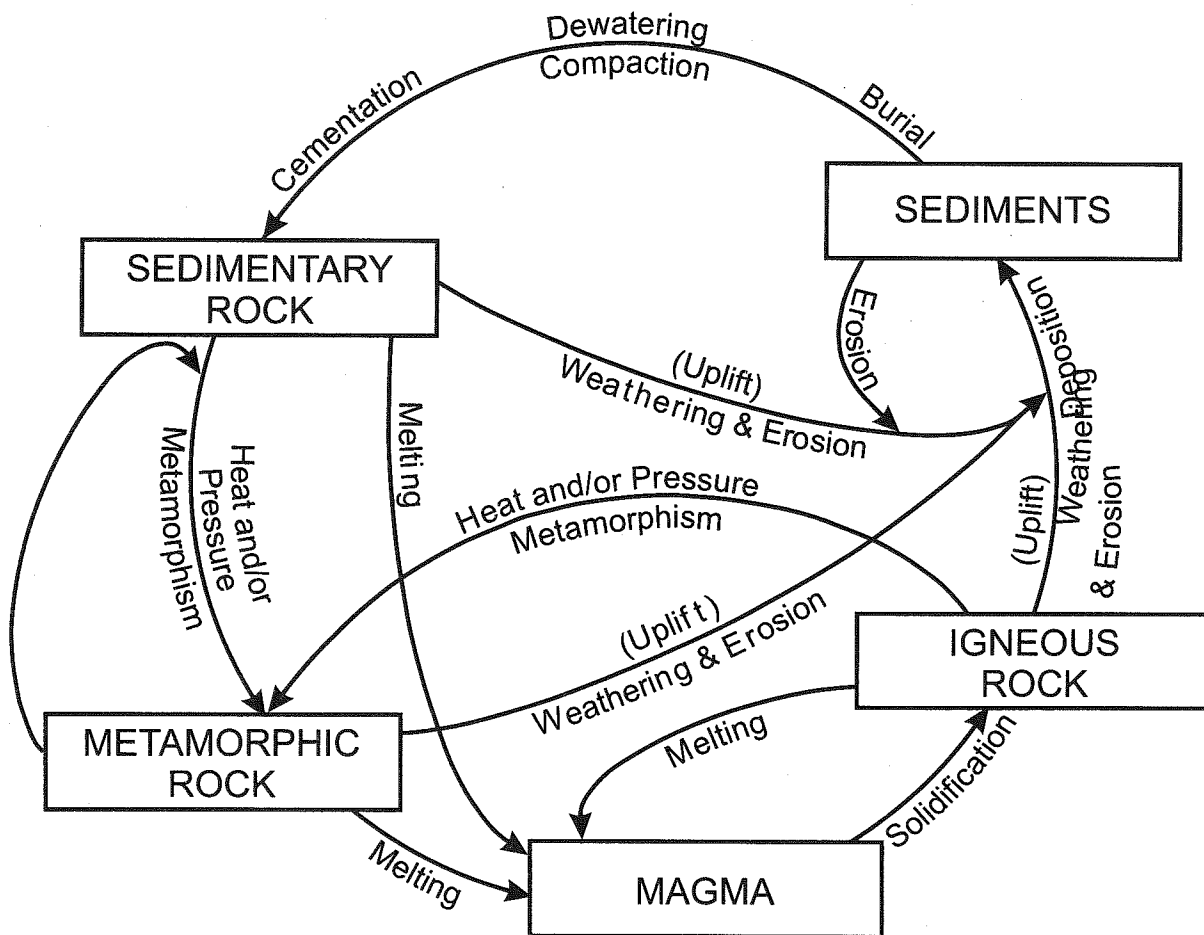 Dewatering
Compaction
Cementation
Burial
SEDIMENTS
SEDIMENTARY
ROCK
Erosion
Deposition
(Uplift)
Weathering & Erosion
Melting
Heat and/or
Pressure
Metamorphism
Heat and/or Pressure
Metamorphism
(Uplift)
Weathering
& Erosion
(Uplift)
Weathering & Erosion
IGNEOUS
ROCK
METAMORPHIC
ROCK
Melting
Solidification
Melting
MAGMA